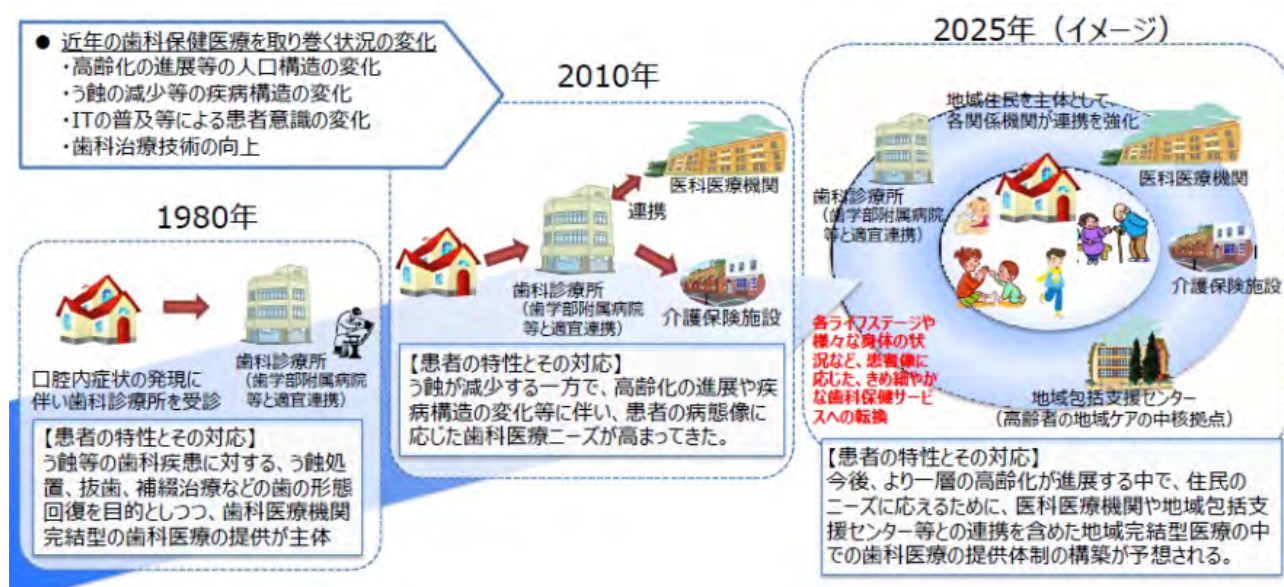 ● 近年の歯科保健医療を取り巻く状況の変化
・高齢化の進展等の人口構造の変化
・う蝕の減少等の疾病構造の変化
・ITの普及等による患者意識の変化
・歯科治療技術の向上
1980年
口腔内症状の発現に
伴い歯科診療所を受診
歯科診療所
（歯学部附属病院
等と適宜連携）
【患者の特性とその対応】
う蝕等の歯科疾患に対する、う蝕処
置、抜歯、補綴治療などの歯の形態
回復を目的としつつ、歯科医療機関
完結型の歯科医療の提供が主体
2010年
医科医療機関
連携
歯科診療所
（歯学部附属病院
等と適宜連携）
介護保険施設
【患者の特性とその対応】
う蝕が減少する一方で、高齢化の進展や疾
病構造の変化等に伴い、患者の病態像に
応じた歯科医療ニーズが高まってきた。
2025年（イメージ）
地域住民を主体として、
各関係機関が連携を強化
歯科診療所
（歯学部附属病院
等と適宜連携）
医科医療機関
介護保険施設
各ライフステージや
様々な身体の状
況など、患者像に
応じた、きめ細やか
な歯科保健サービ
スへの転換
地域包括支援センター
（高齢者の地域ケアの中核拠点）
【患者の特性とその対応】
今後、より一層の高齢化が進展する中で、住民の
ニーズに応えるために、医科医療機関や地域包括支
援センター等との連携を含めた地域完結型医療の中
での歯科医療の提供体制の構築が予想される。